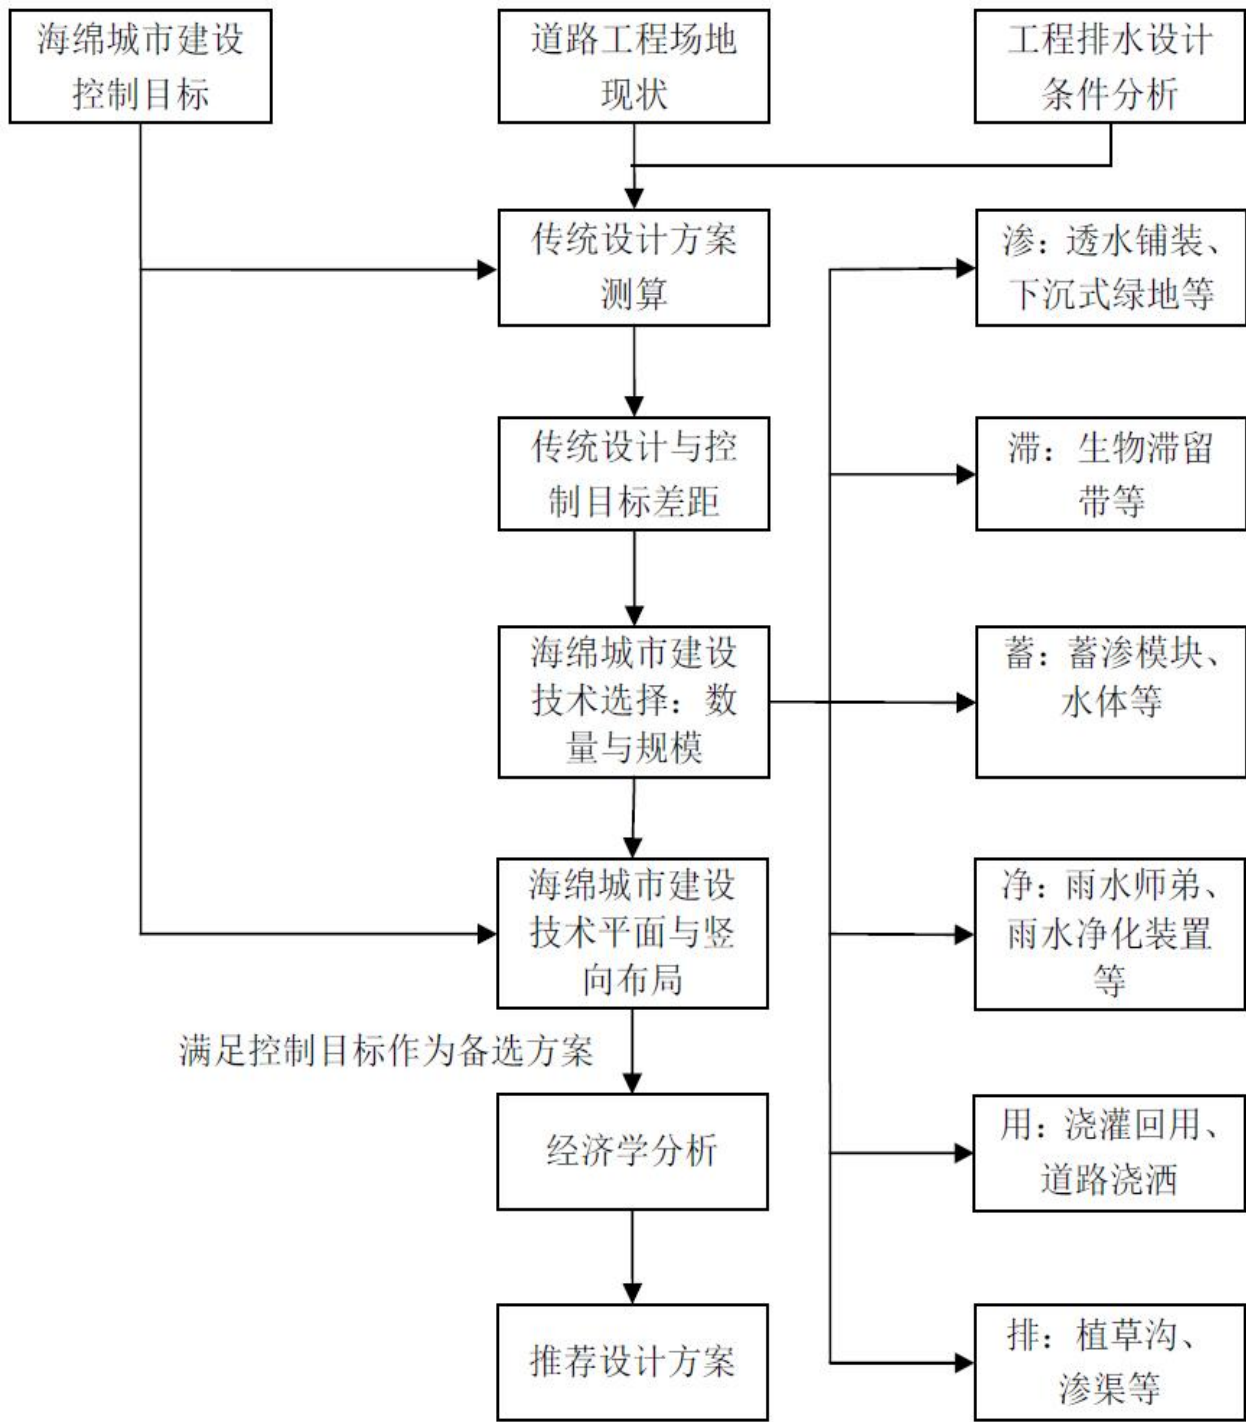 海绵城市建设
控制目标
道路工程场地
现状
工程排水设计
条件分析
传统设计方案
测算
渗：透水铺装、
下沉式绿地等
传统设计与控
制目标差距
滞：生物滞留
带等
海绵城市建设
技术选择：数
量与规模
蓄：蓄渗模块、
水体等
海绵城市建设
技术平面与竖
向布局
净：雨水师弟、
雨水净化装置
等
满足控制目标作为备选方案
经济学分析
用：浇灌回用、
道路浇洒
推荐设计方案
排：植草沟、
渗渠等